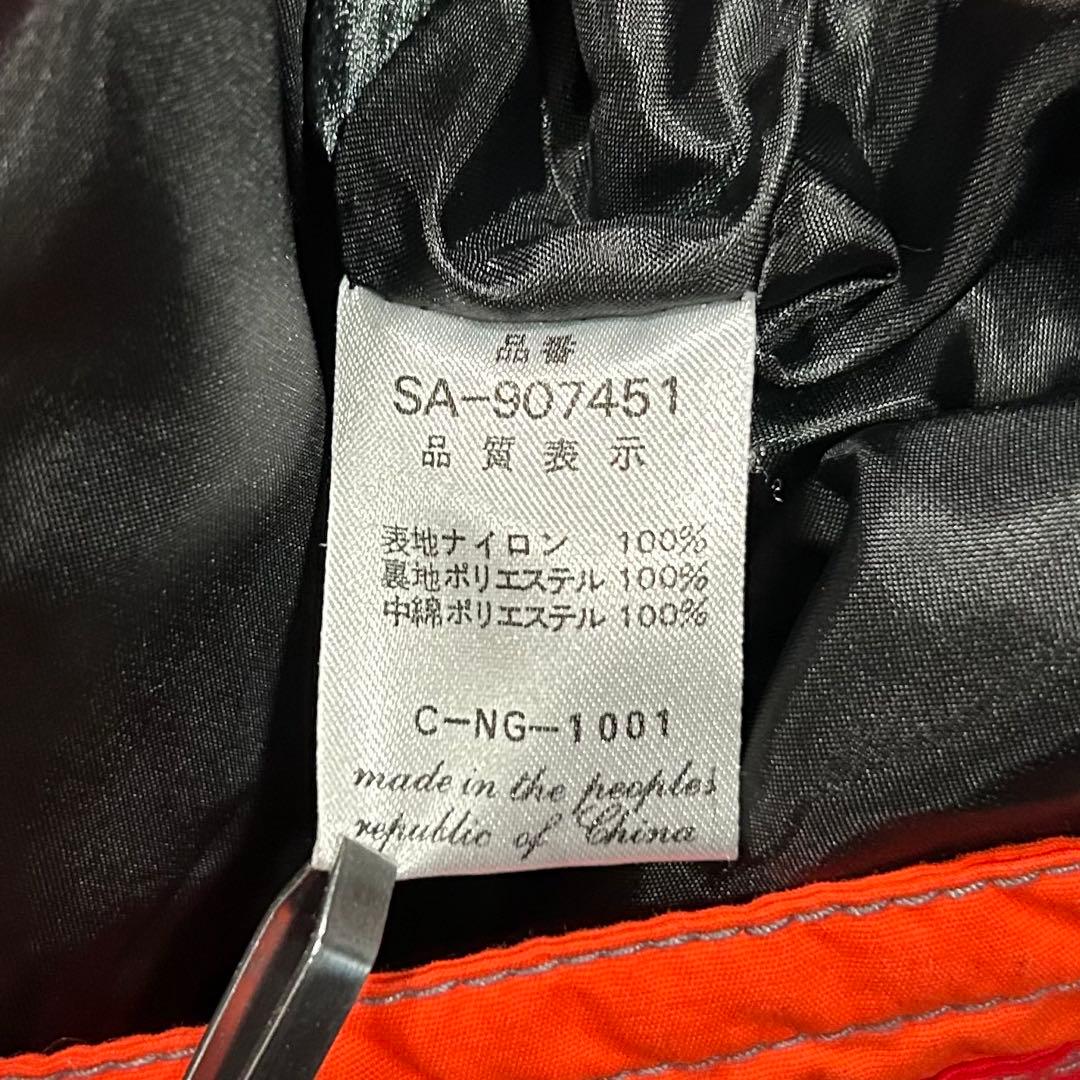 品番
SA-907451
品質表示
表地ナイロン 100%
裏地ポリエステル 100%
中綿ポリエステル 100%
C-NG-1001
made in the peoples
republic of China